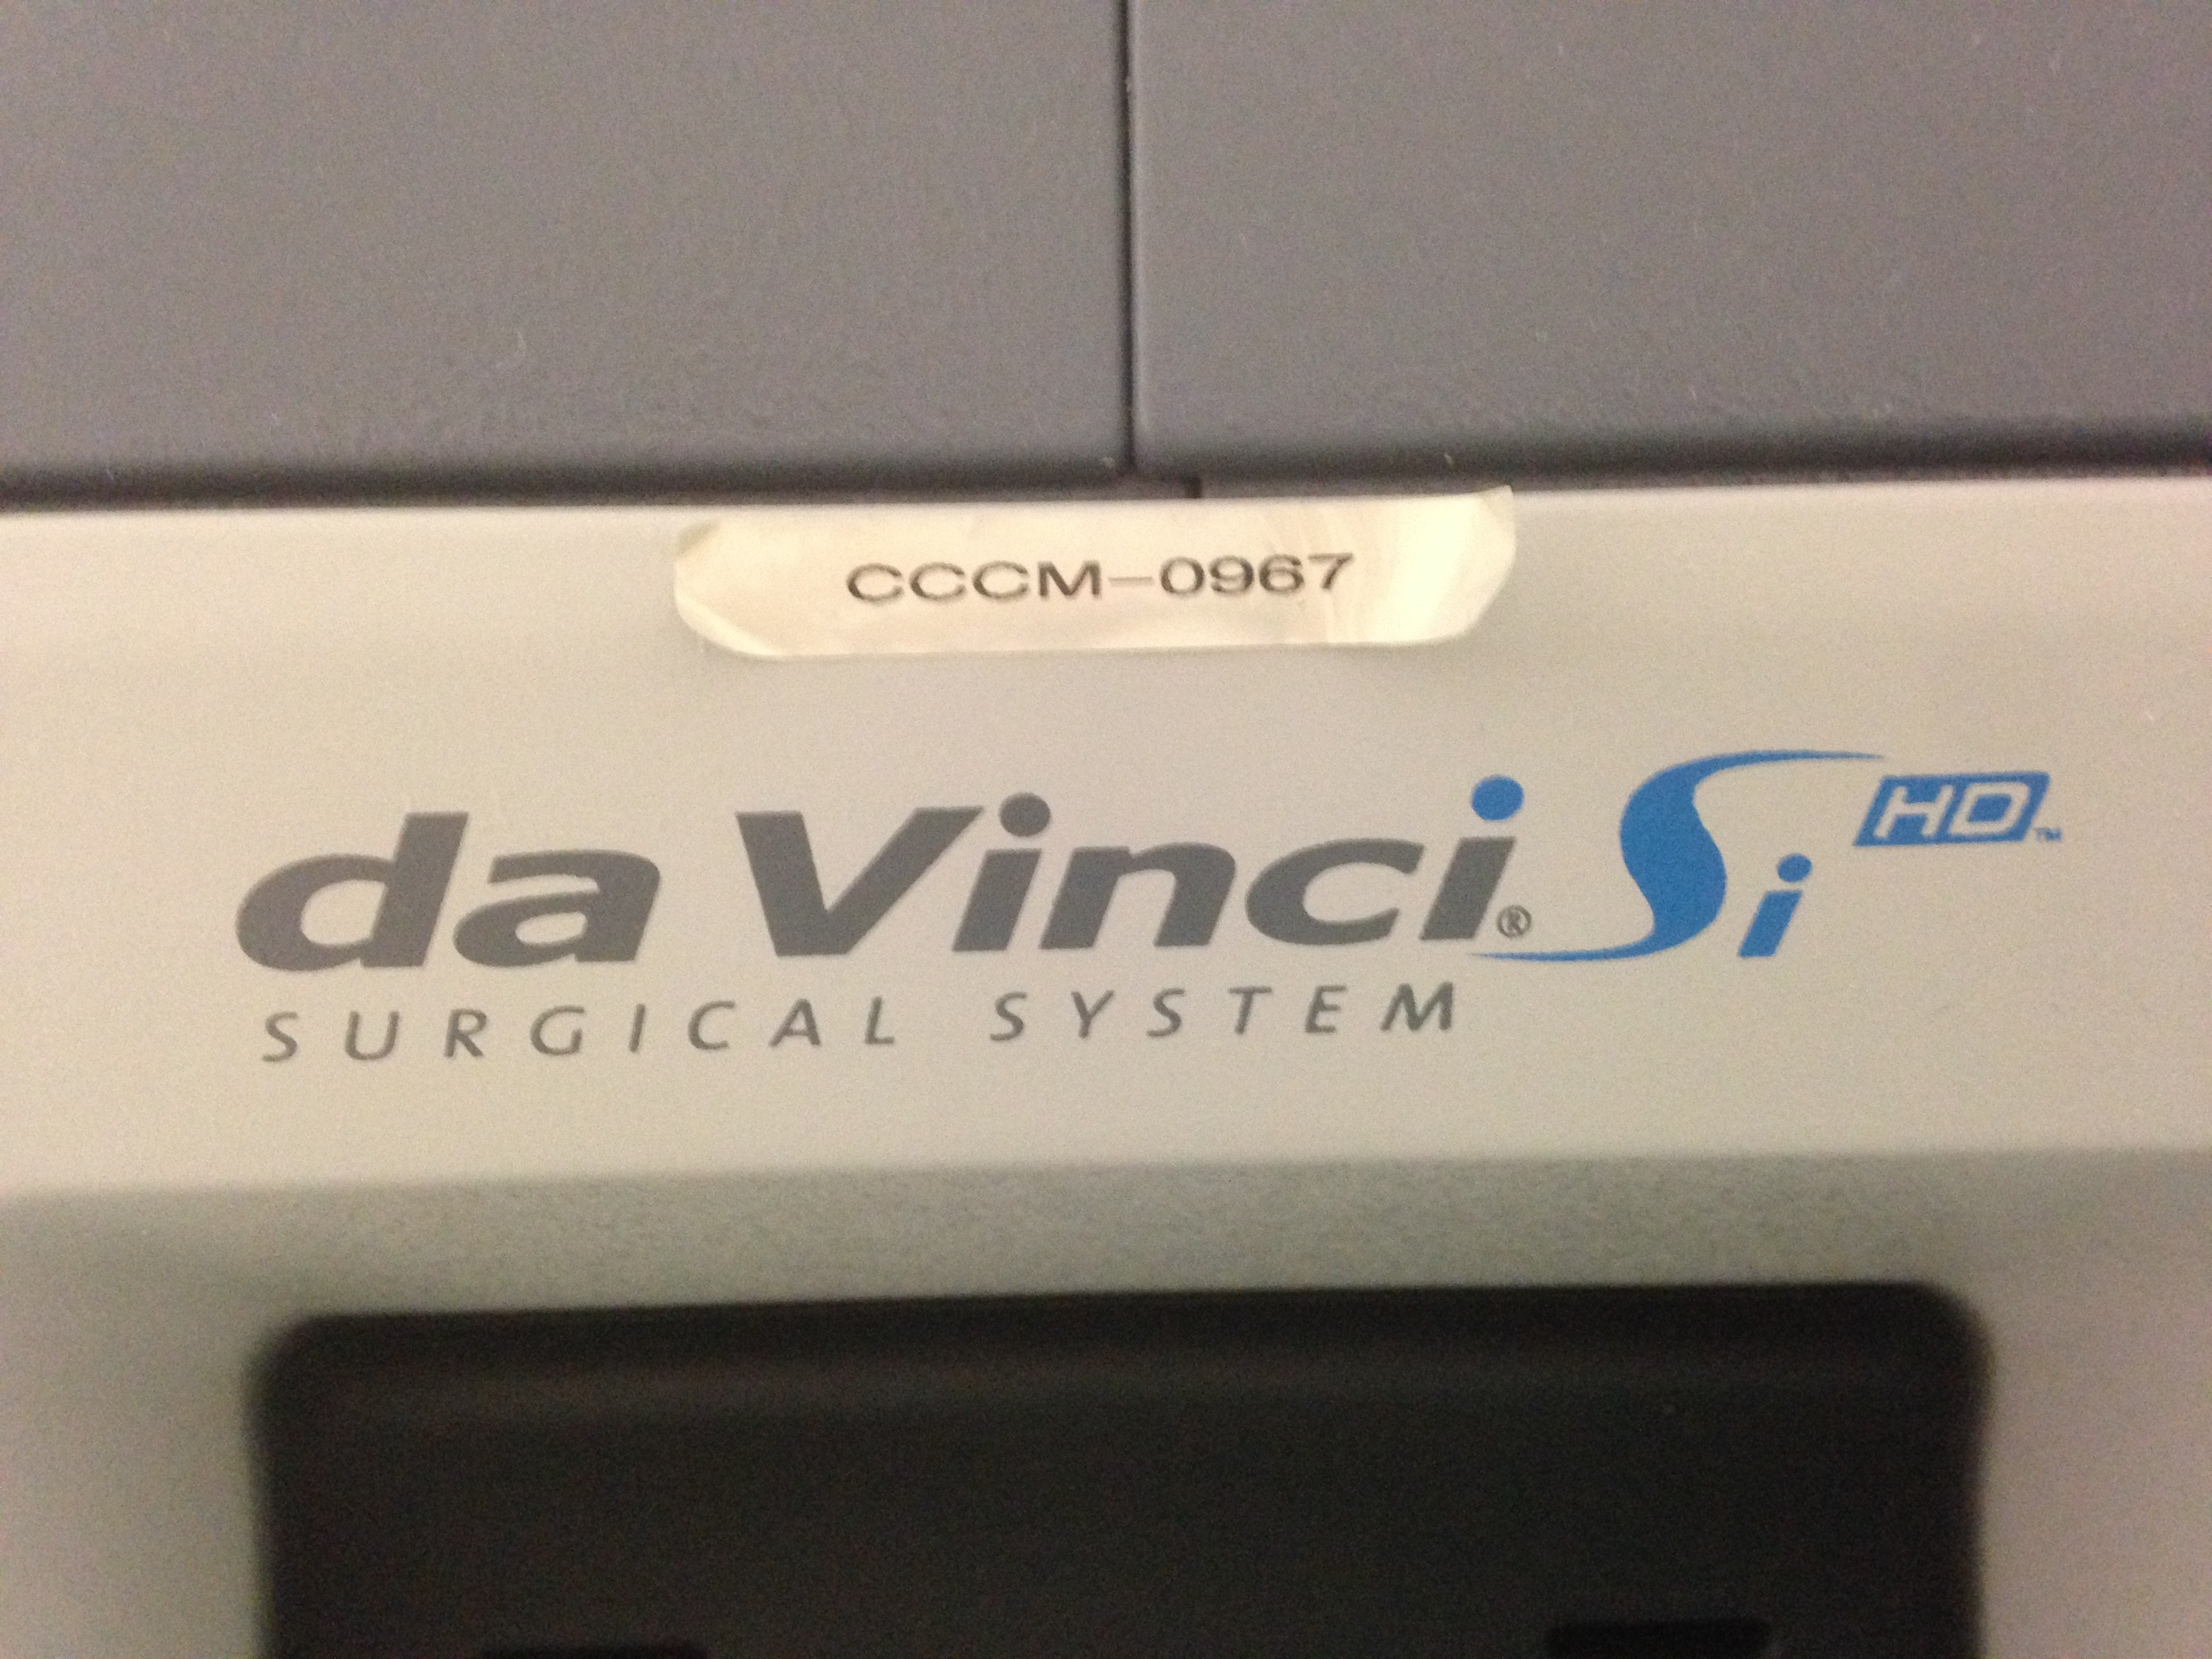 CCCM-0967
da Vinci® Si HD™
SURGICAL SYSTEM